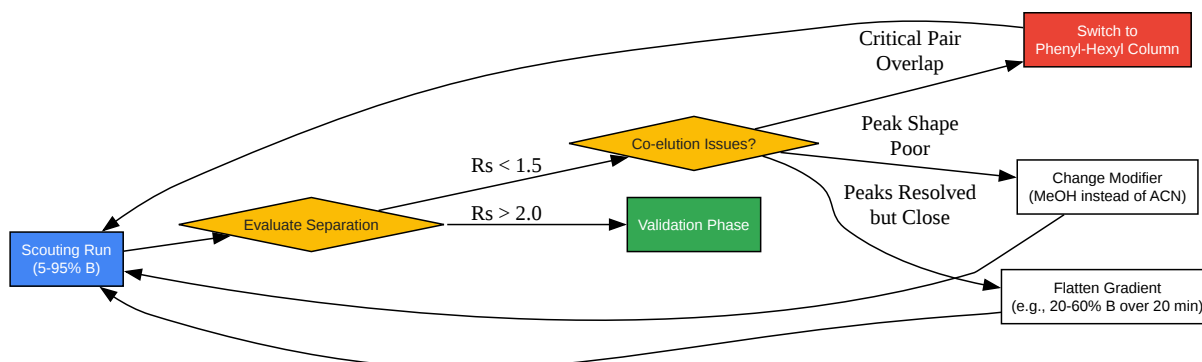 Scouting Run
(5-95% B)
Evaluate Separation
Rs < 1.5
Rs > 2.0
Co-elution Issues?
Validation Phase
Critical Pair
Overlap
Peak Shape
Poor
Peaks Resolved
but Close
Switch to
Phenyl-Hexyl Column
Change Modifier
(MeOH instead of ACN)
Flatten Gradient
(e.g., 20-60% B over 20 min)